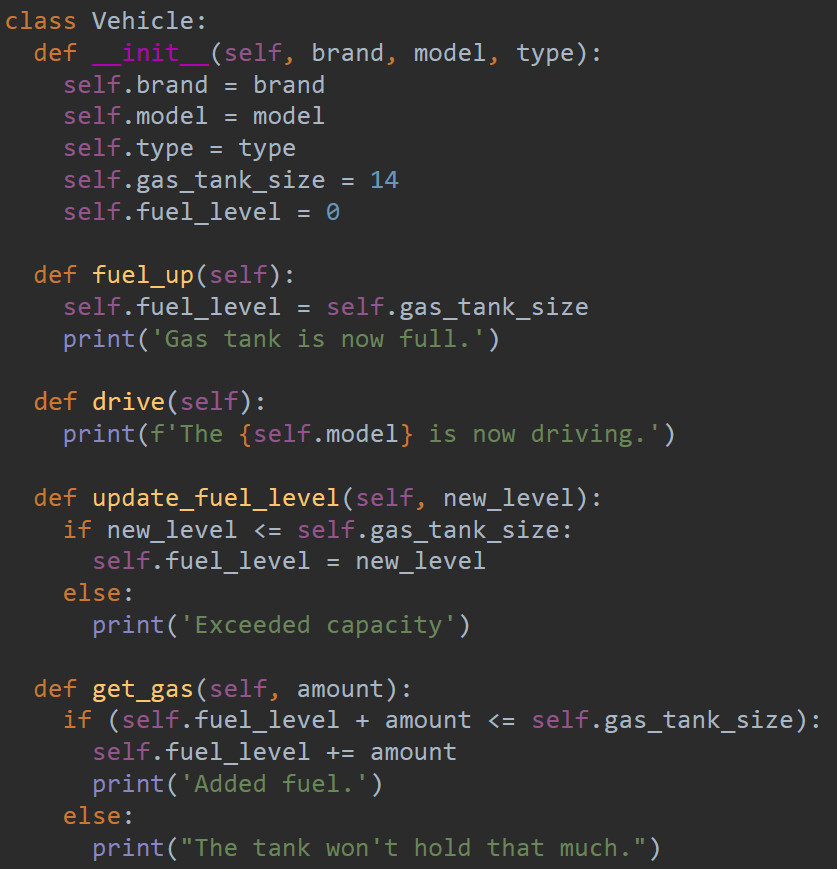 class Vehicle:
  def __init__(self, brand, model, type):
    self.brand = brand
    self.model = model
    self.type = type
    self.gas_tank_size = 14
    self.fuel_level = 0

  def fuel_up(self):
    self.fuel_level = self.gas_tank_size
    print('Gas tank is now full.')

  def drive(self):
    print(f'The {self.model} is now driving.')

  def update_fuel_level(self, new_level):
    if new_level <= self.gas_tank_size:
      self.fuel_level = new_level
    else:
      print('Exceeded capacity')

  def get_gas(self, amount):
    if (self.fuel_level + amount <= self.gas_tank_size):
      self.fuel_level += amount
      print('Added fuel.')
    else:
      print("The tank won't hold that much.")